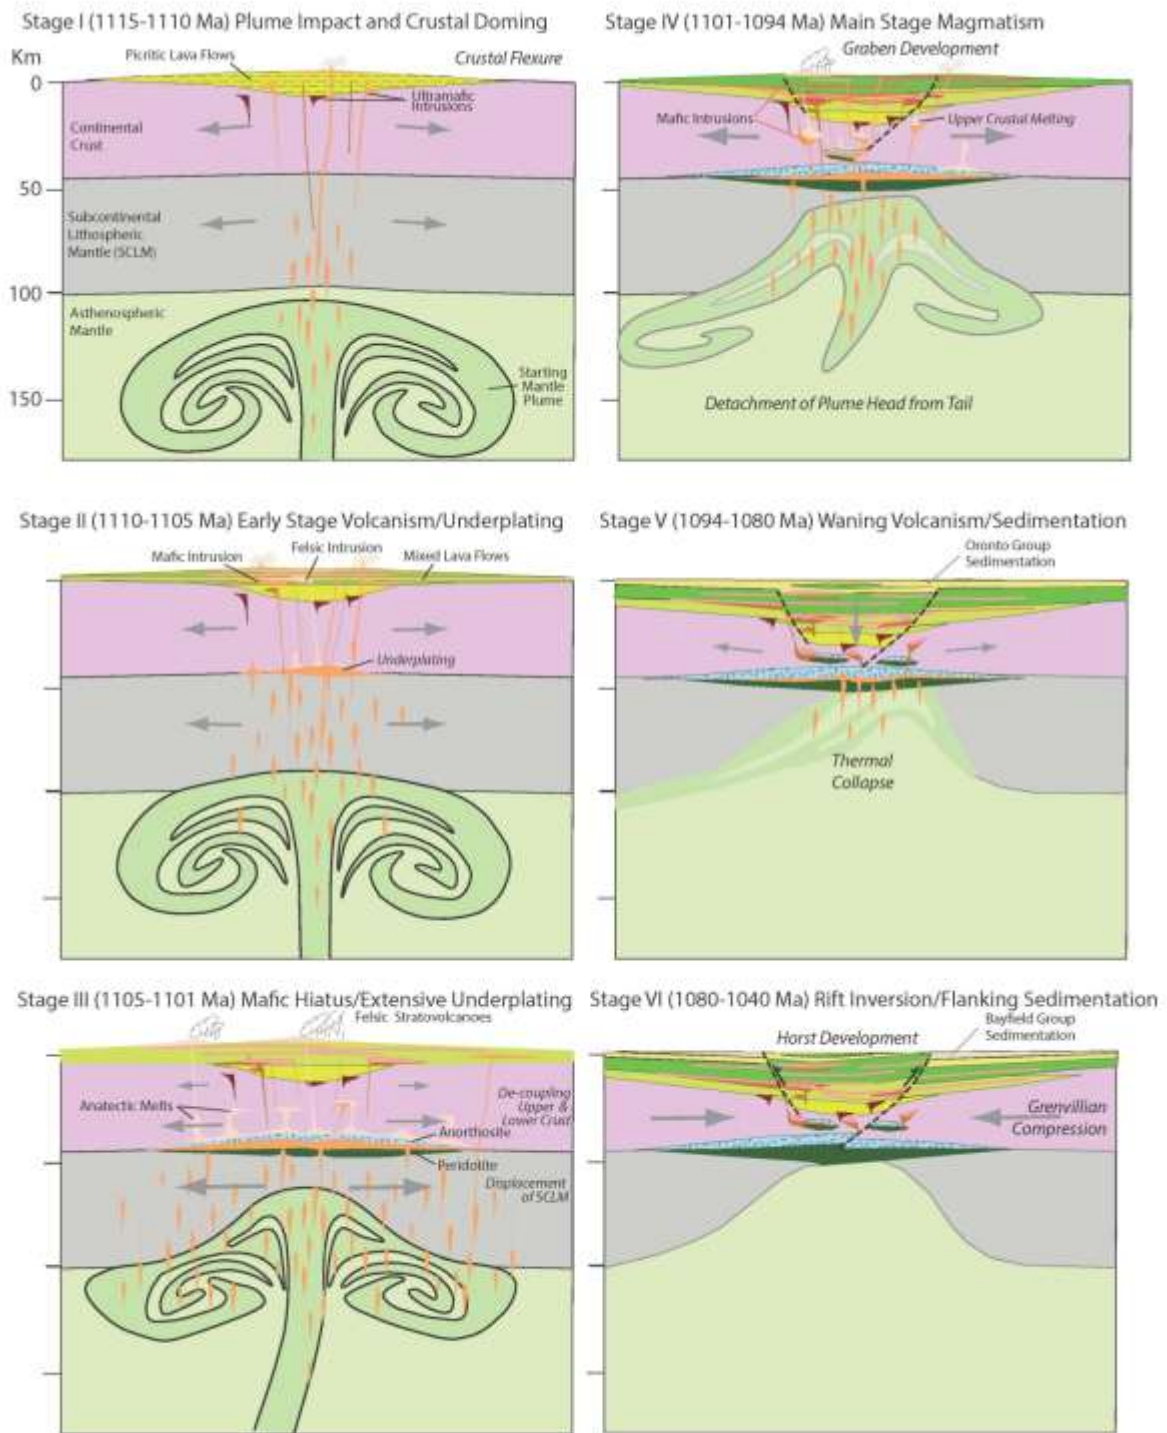 Stage I (1115-1110 Ma) Plume Impact and Crustal Doming
Km
Picritic Lava Flows
Crustal Flexure
0
Ultramafic
Intrusions
Continental
Crust
50
Subcontinental
Lithospheric
Mantle (SCLM)
100
Asthenospheric
Mantle
Starting
Mantle
Plume
150
Stage II (1110-1105 Ma) Early Stage Volcanism/Underplating
Mafic Intrusion
Felsic Intrusion
Mixed Lava Flows
Underplating
Stage III (1105-1101 Ma) Mafic Hiatus/Extensive Underplating
Felsic Stratovolcanoes
Anatectic Melts
De-coupling
Upper &
Lower Crust
Anorthosite
Peridotite
Displacement
of SCLM
Stage IV (1101-1094 Ma) Main Stage Magmatism
Graben Development
Mafic Intrusions
Upper Crustal Melting
Detachment of Plume Head from Tail
Stage V (1094-1080 Ma) Waning Volcanism/Sedimentation
Oronto Group
Sedimentation
Thermal
Collapse
Stage VI (1080-1040 Ma) Rift Inversion/Flanking Sedimentation
Horst Development
Bayfield Group
Sedimentation
Grenvillian
Compression